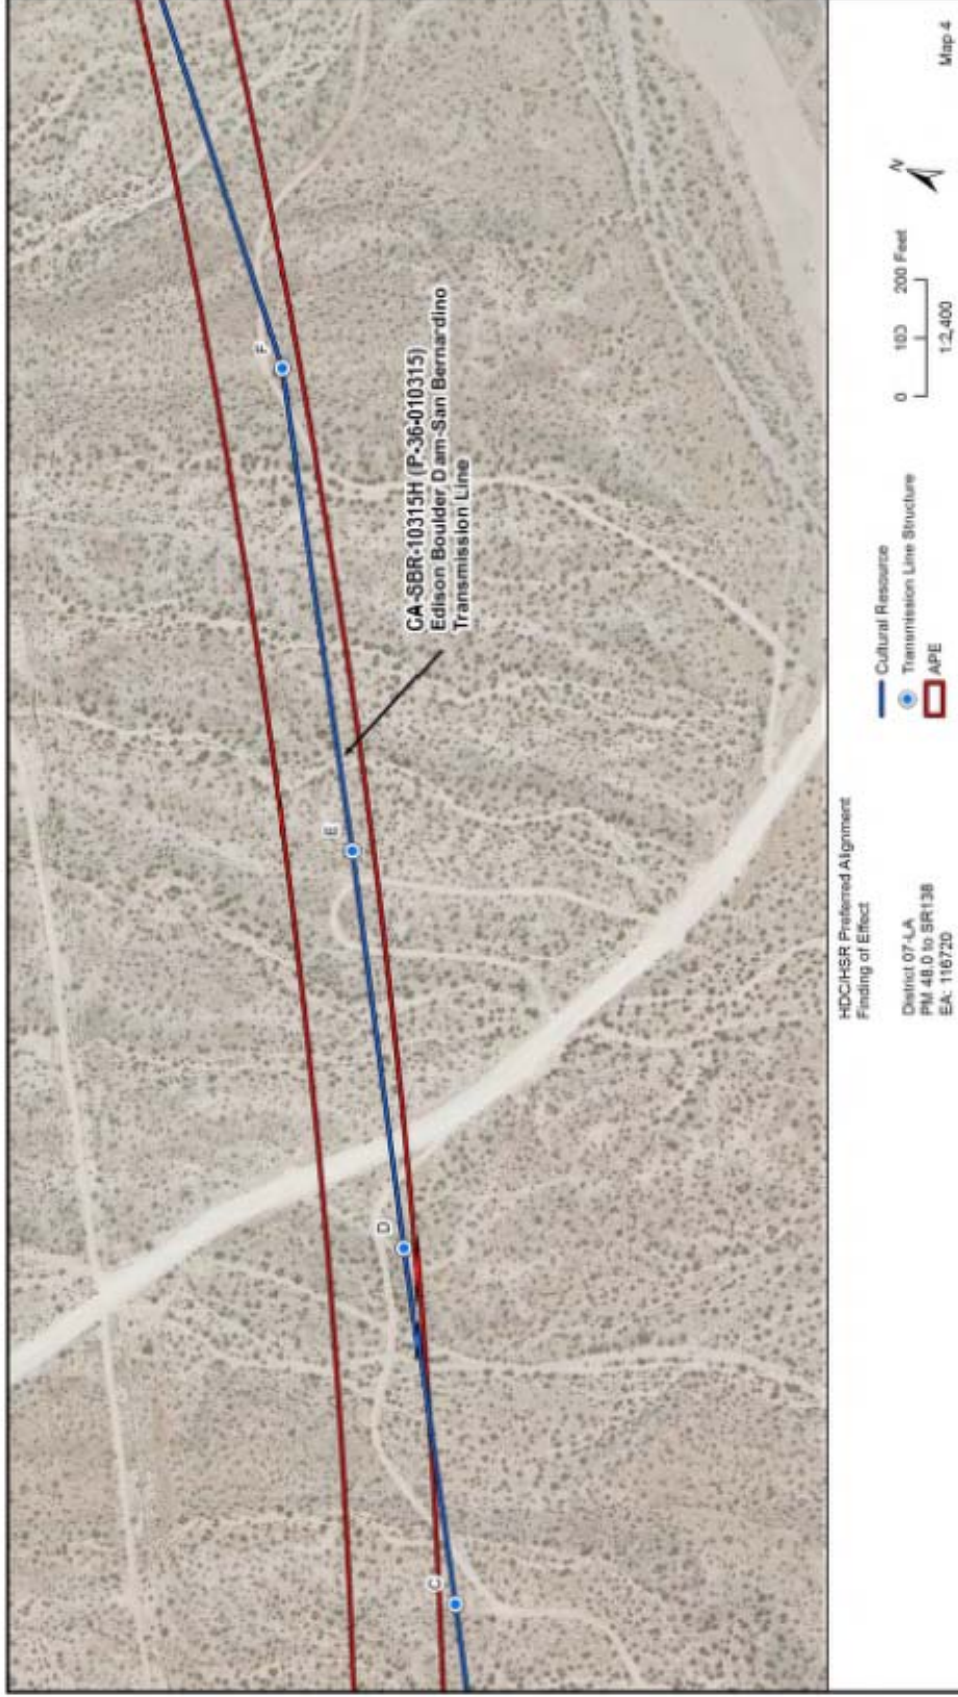 C
D
E
F
CA-SBR-10315H (P-36-010315)
Edison Boulder Dam-San Bernardino
Transmission Line
HDC/HSR Preferred Alignment
Finding of Effect
District 07-LA
PM 48.0 to SR138
EA: 116720
Cultural Resource
Transmission Line Structure
APE
0 100 200 Feet
1:2,400
N
Map 4